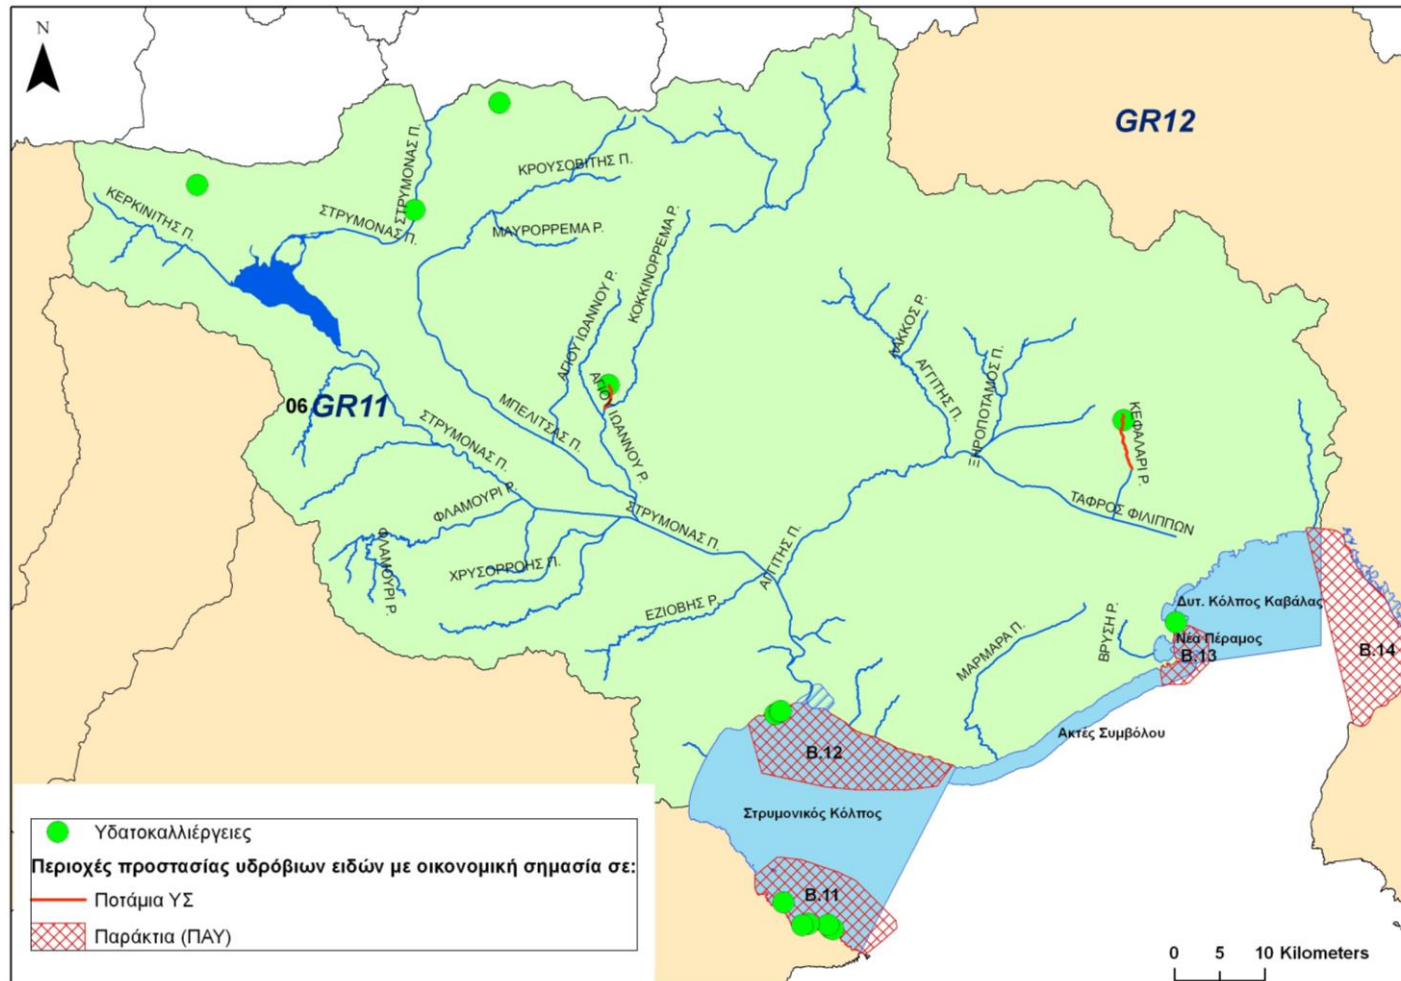 N
GR12
ΚΡΟΥΣΟΒΙΤΗΣ Π.
ΣΤΡΥΜΟΝΑΣ Π.
ΚΕΡΚΙΝΙΤΗΣ Π.
ΣΤΡΥΜΟΝΑΣ Π.
ΜΑΥΡΟΡΡΕΜΑ Ρ.
ΚΟΚΚΙΝΟΡΡΕΜΑ Ρ.
ΑΓΙΟΥ ΙΩΑΝΝΟΥ Ρ.
ΛΑΚΚΟΣ Ρ.
ΑΓΓΙΤΗΣ Π.
ΞΗΡΟΠΟΤΑΜΟΣ Π.
ΚΕΦΑΛΑΡΙ Ρ.
06 GR11
ΑΓΙΟΥ ΙΩΑΝΝΟΥ Ρ.
ΜΠΕΛΙΤΣΑΣ Π.
ΣΤΡΥΜΟΝΑΣ Π.
ΦΛΑΜΟΥΡΙ Ρ.
ΦΛΑΜΟΥΡΙ Ρ.
ΣΤΡΥΜΟΝΑΣ Π.
ΤΑΦΡΟΣ ΦΙΛΙΠΠΩΝ
ΧΡΥΣΟΡΡΟΗΣ Π.
ΑΓΓΙΤΗΣ Π.
ΕΖΙΟΒΗΣ Ρ.
ΜΑΡΜΑΡΑ Π.
ΒΡΥΣΗ Ρ.
Δυτ. Κόλπος Καβάλας
Νέα Πέραμος
Β.13
Β.14
Ακτές Συμβόλου
Β.12
Στρυμονικός Κόλπος
Β.11
Υδατοκαλλιέργειες
Περιοχές προστασίας υδρόβιων ειδών με οικονομική σημασία σε:
Ποτάμια ΥΣ
Παράκτια (ΠΑΥ)
0 5 10 Kilometers